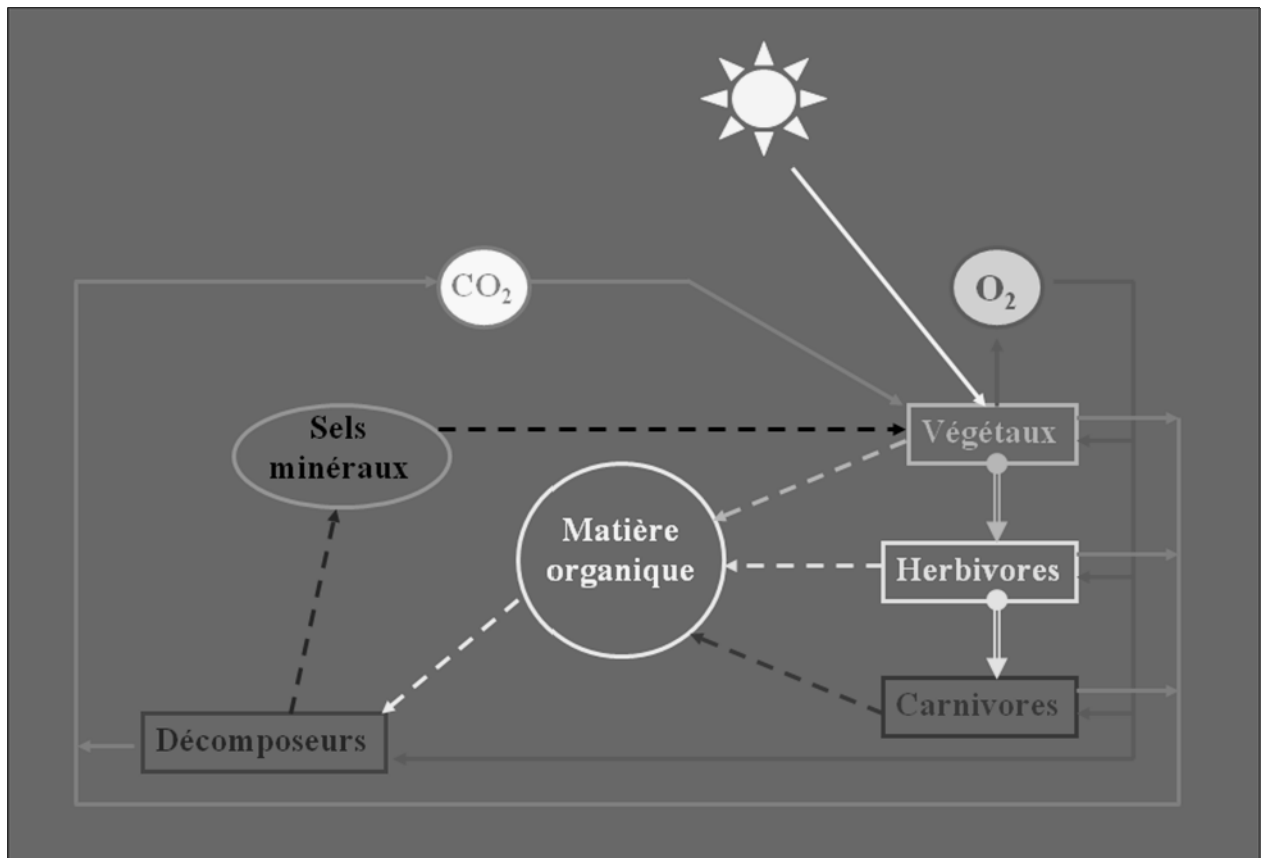 CO₂
O₂
Sels
minéraux
Végétaux
Matière
organique
Herbivores
Carnivores
Décomposeurs